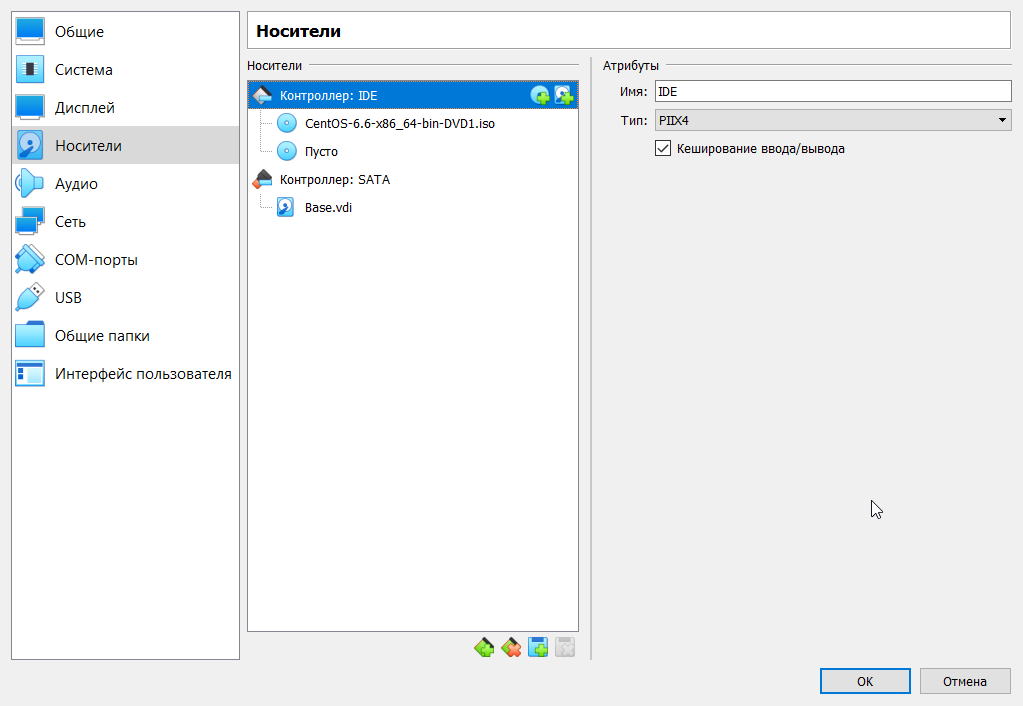 Общие
Система
Дисплей
Носители
Аудио
Сеть
COM-порты
USB
Общие папки
Интерфейс пользователя
Носители
Носители
Контроллер: IDE
CentOS-6.6-x86_64-bin-DVD1.iso
Пусто
Контроллер: SATA
Base.vdi
Атрибуты
Имя: IDE
Тип: PIIX4
Кеширование ввода/вывода
OK
Отмена